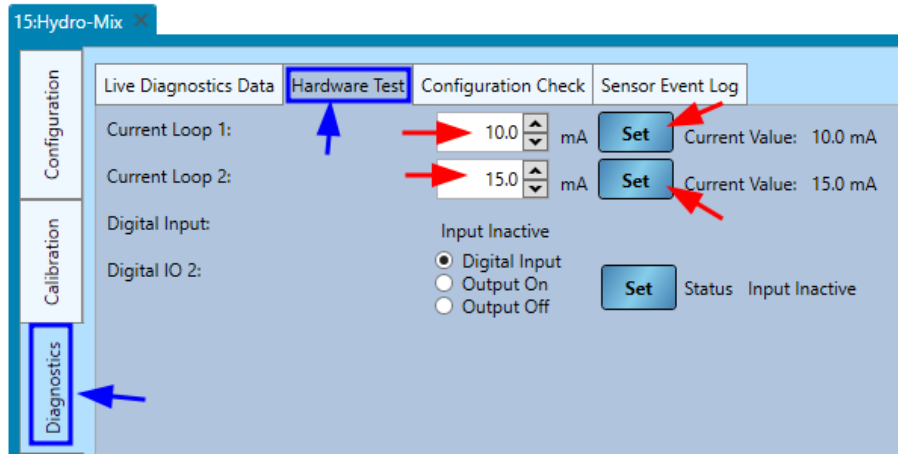 15:Hydro-Mix
Configuration
Calibration
Diagnostics
Live Diagnostics Data Hardware Test Configuration Check Sensor Event Log
Current Loop 1: 10.0 mA Set Current Value: 10.0 mA
Current Loop 2: 15.0 mA Set Current Value: 15.0 mA
Digital Input: Input Inactive
Digital IO 2: Digital Input
Output On Set Status Input Inactive
Output Off